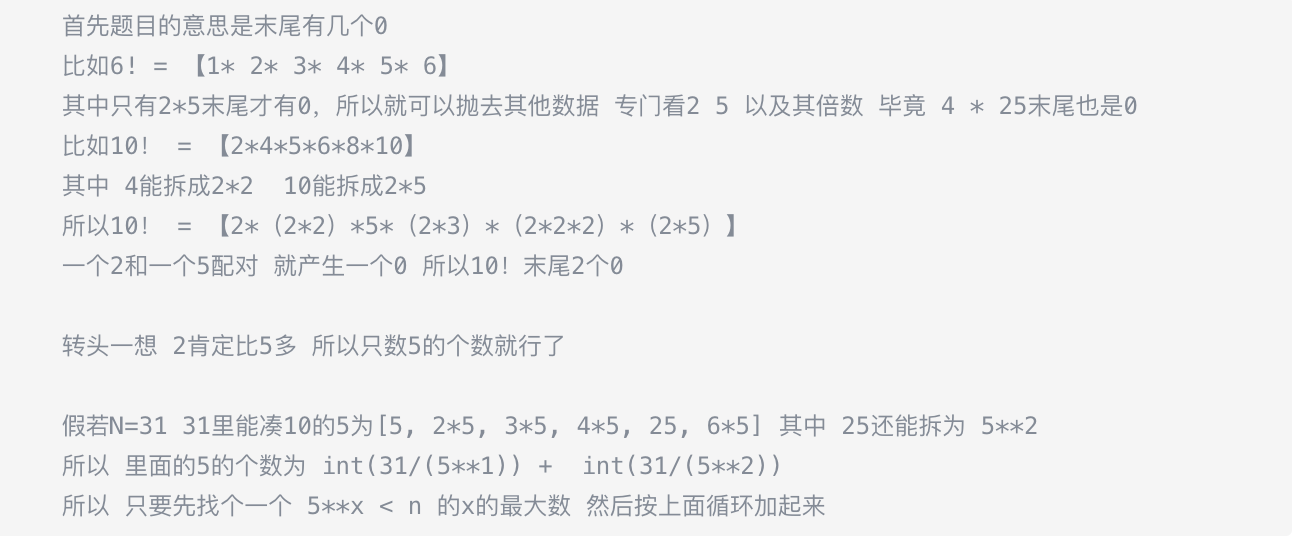 首先题目的意思是末尾有几个0
比如6! = 【1* 2* 3* 4* 5* 6】
其中只有2*5末尾才有0，所以就可以抛去其他数据 专门看2 5 以及其倍数 毕竟 4 * 25末尾也是0
比如10！ = 【2*4*5*6*8*10】
其中 4能拆成2*2  10能拆成2*5
所以10！ = 【2*（2*2）*5*（2*3）*（2*2*2）*（2*5）】
一个2和一个5配对 就产生一个0 所以10！末尾2个0
转头一想 2肯定比5多 所以只数5的个数就行了
假若N=31 31里能凑10的5为[5, 2*5, 3*5, 4*5, 25, 6*5] 其中 25还能拆为 5**2
所以 里面的5的个数为 int(31/(5**1)) +  int(31/(5**2))
所以 只要先找个一个 5**x < n 的x的最大数 然后按上面循环加起来